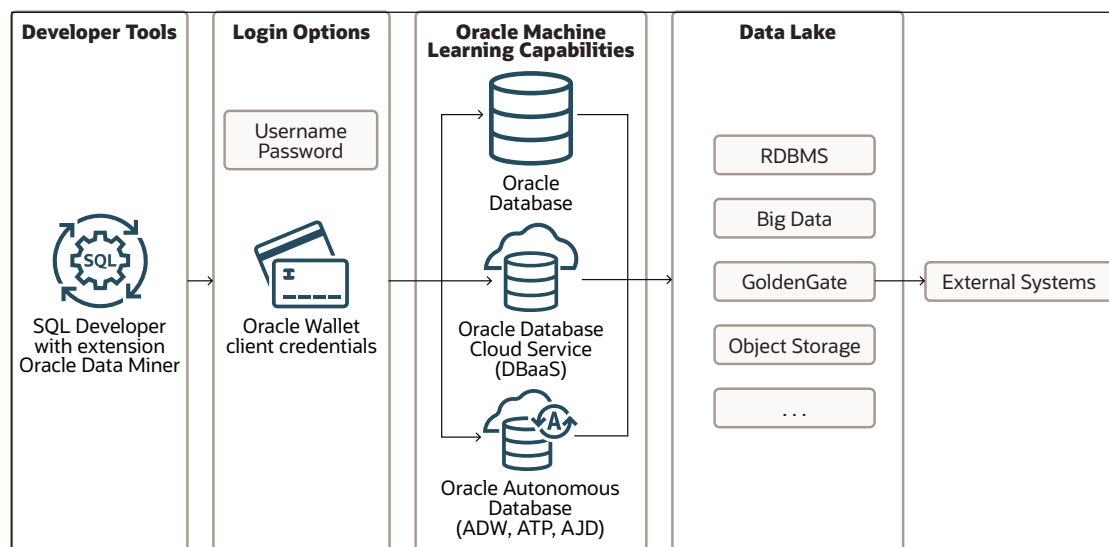 Developer Tools
SQL
SQL Developer
with extension
Oracle Data Miner
Login Options
Username
Password
Oracle Wallet
client credentials
Oracle Machine
Learning Capabilities
Oracle
Database
Oracle Database
Cloud Service
(DBaaS)
A
Oracle Autonomous
Database
(ADW, ATP, AJD)
Data Lake
RDBMS
Big Data
GoldenGate
Object Storage
...
External Systems